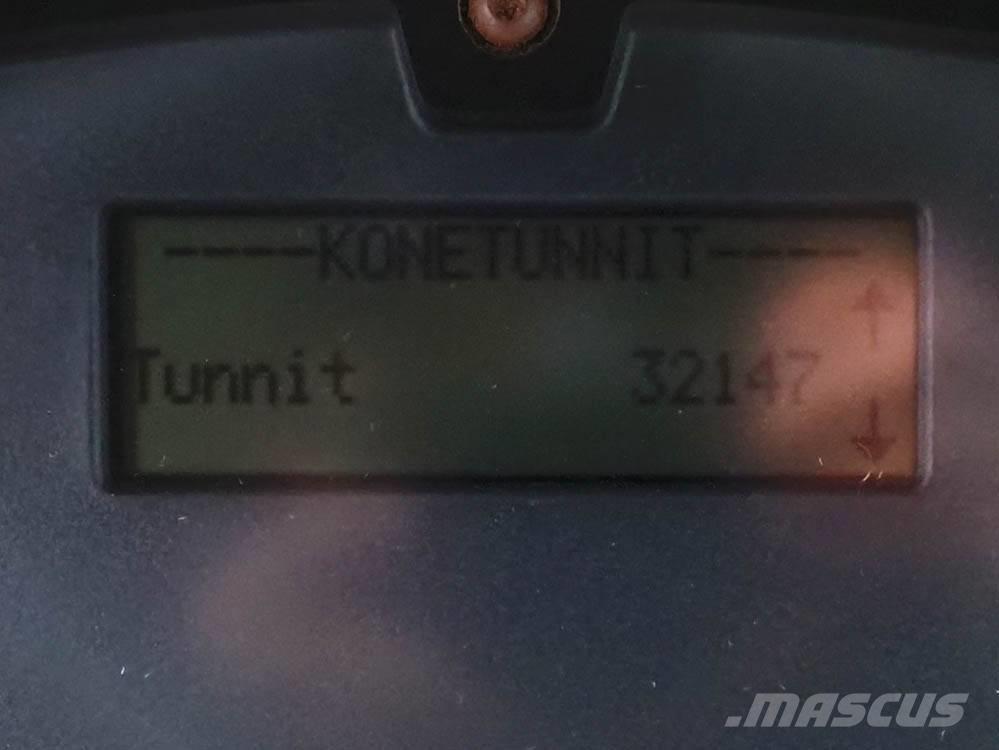 ----KONETUNNIT----
↑
Tunnit 32147
↓
.MASCUS